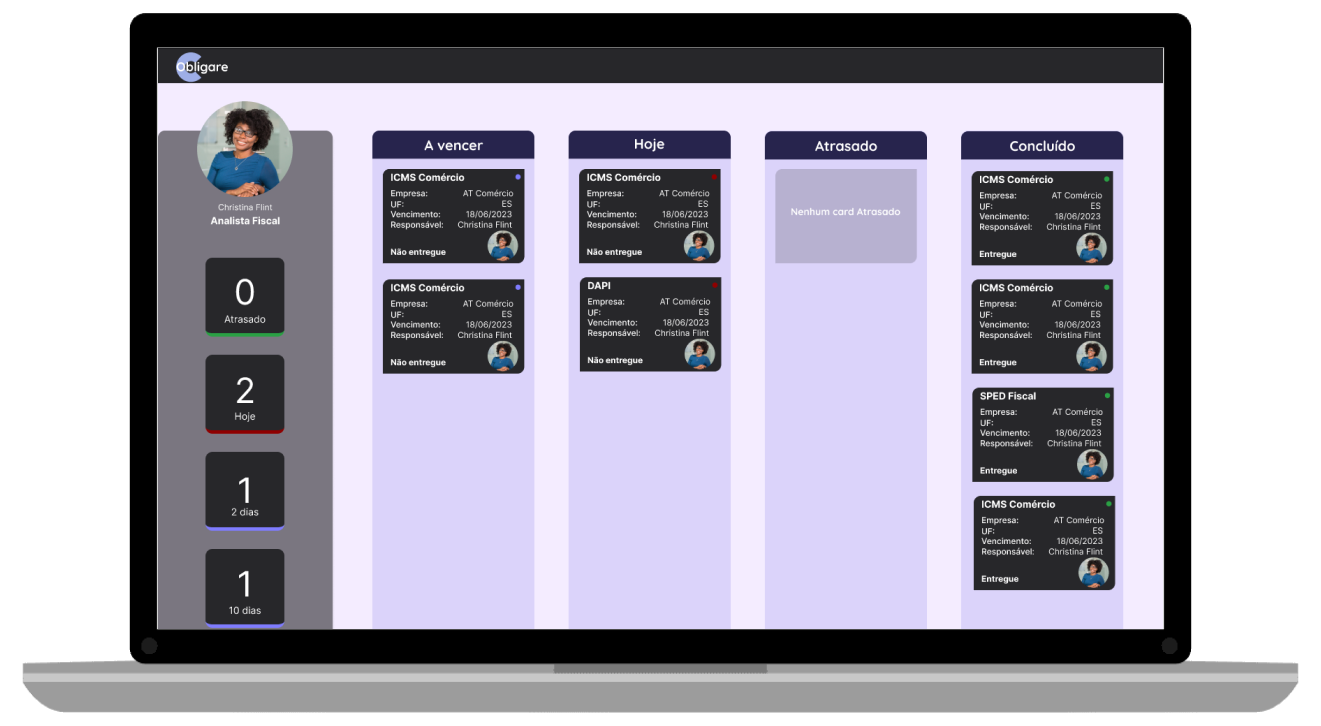 Obligare
Christina Flint
Analista Fiscal
0
Atrasado
2
Hoje
1
2 dias
1
10 dias
A vencer
ICMS Comércio
Empresa: AT Comércio
UF: ES
Vencimento: 18/06/2023
Responsável: Christina Flint
Não entregue
ICMS Comércio
Empresa: AT Comércio
UF: ES
Vencimento: 18/06/2023
Responsável: Christina Flint
Não entregue
Hoje
ICMS Comércio
Empresa: AT Comércio
UF: ES
Vencimento: 18/06/2023
Responsável: Christina Flint
Não entregue
DAPI
Empresa: AT Comércio
UF: ES
Vencimento: 18/06/2023
Responsável: Christina Flint
Não entregue
Atrasado
Nenhum card Atrasado
Concluído
ICMS Comércio
Empresa: AT Comércio
UF: ES
Vencimento: 18/06/2023
Responsável: Christina Flint
Entregue
ICMS Comércio
Empresa: AT Comércio
UF: ES
Vencimento: 18/06/2023
Responsável: Christina Flint
Entregue
SPED Fiscal
Empresa: AT Comércio
UF: ES
Vencimento: 18/06/2023
Responsável: Christina Flint
Entregue
ICMS Comércio
Empresa: AT Comércio
UF: ES
Vencimento: 18/06/2023
Responsável: Christina Flint
Entregue